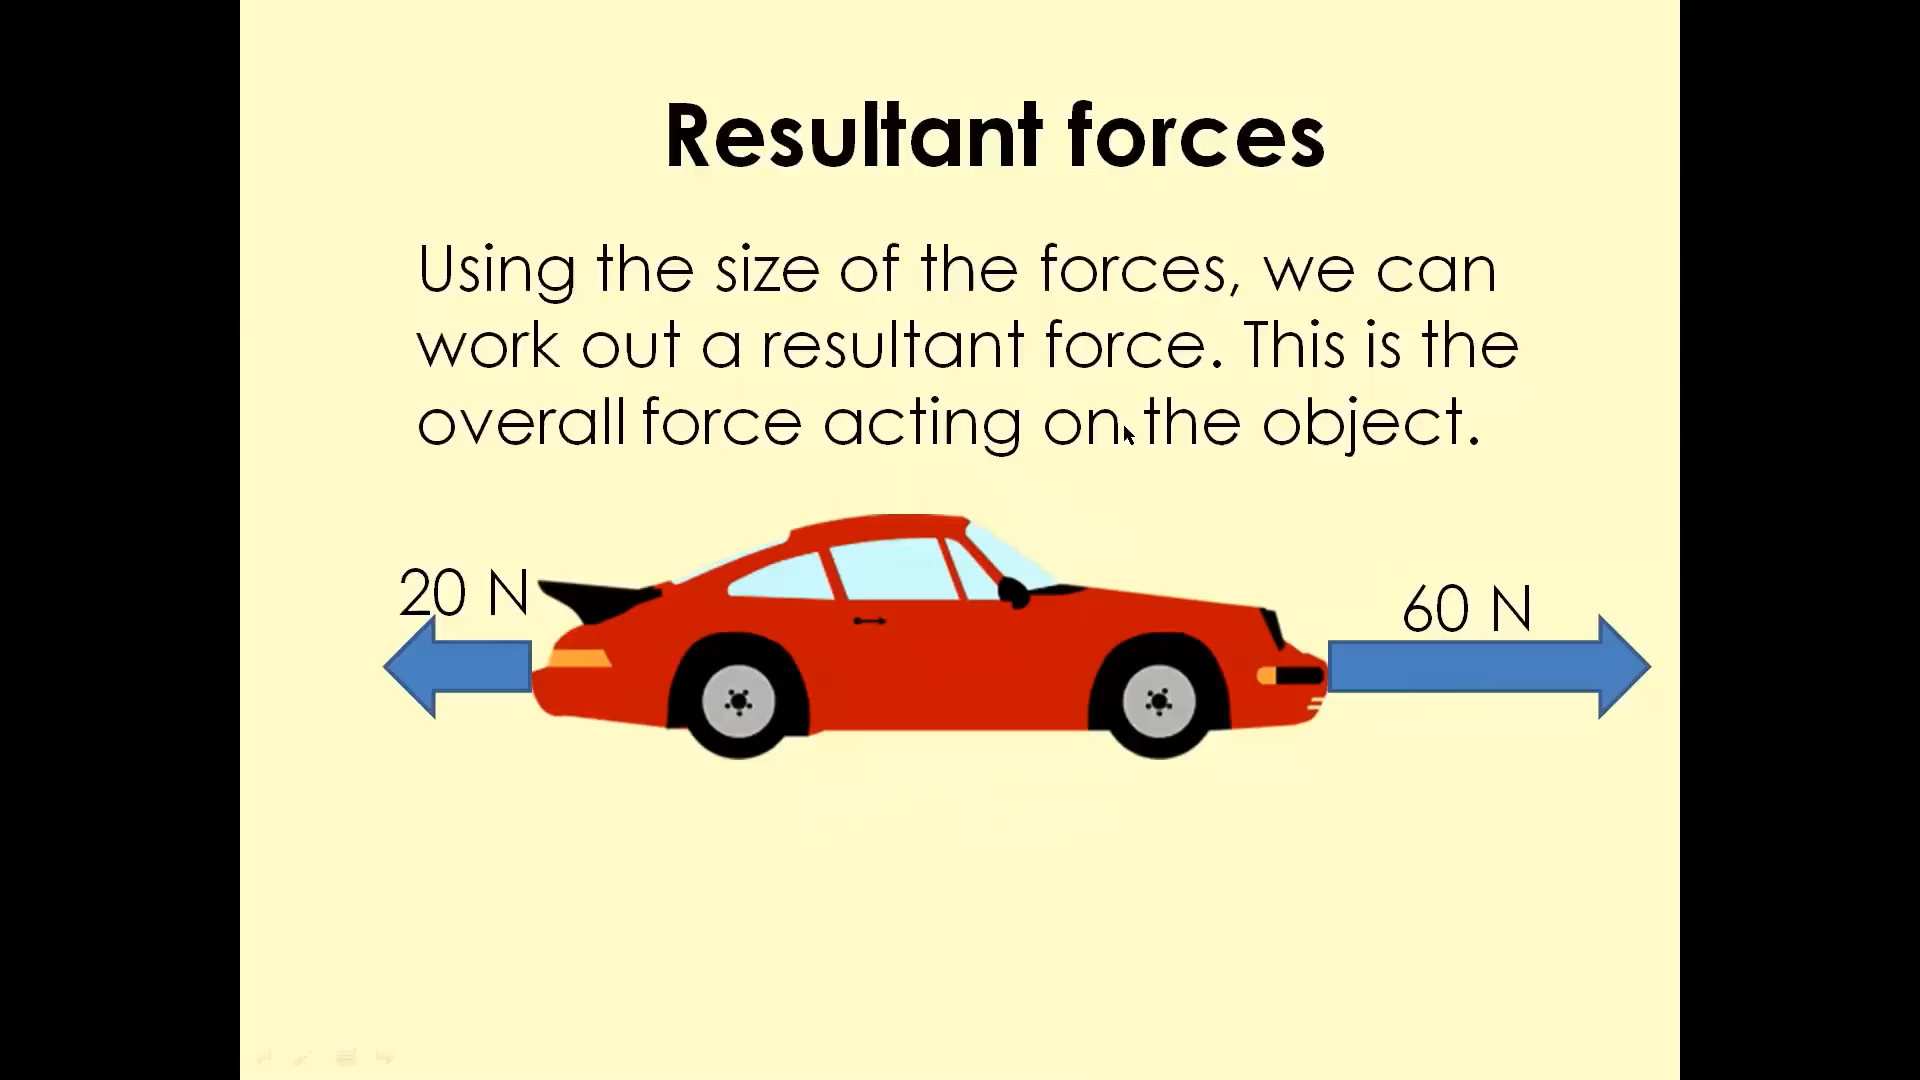 Resultant forces
Using the size of the forces, we can
work out a resultant force. This is the
overall force acting on the object.
20 N
60 N